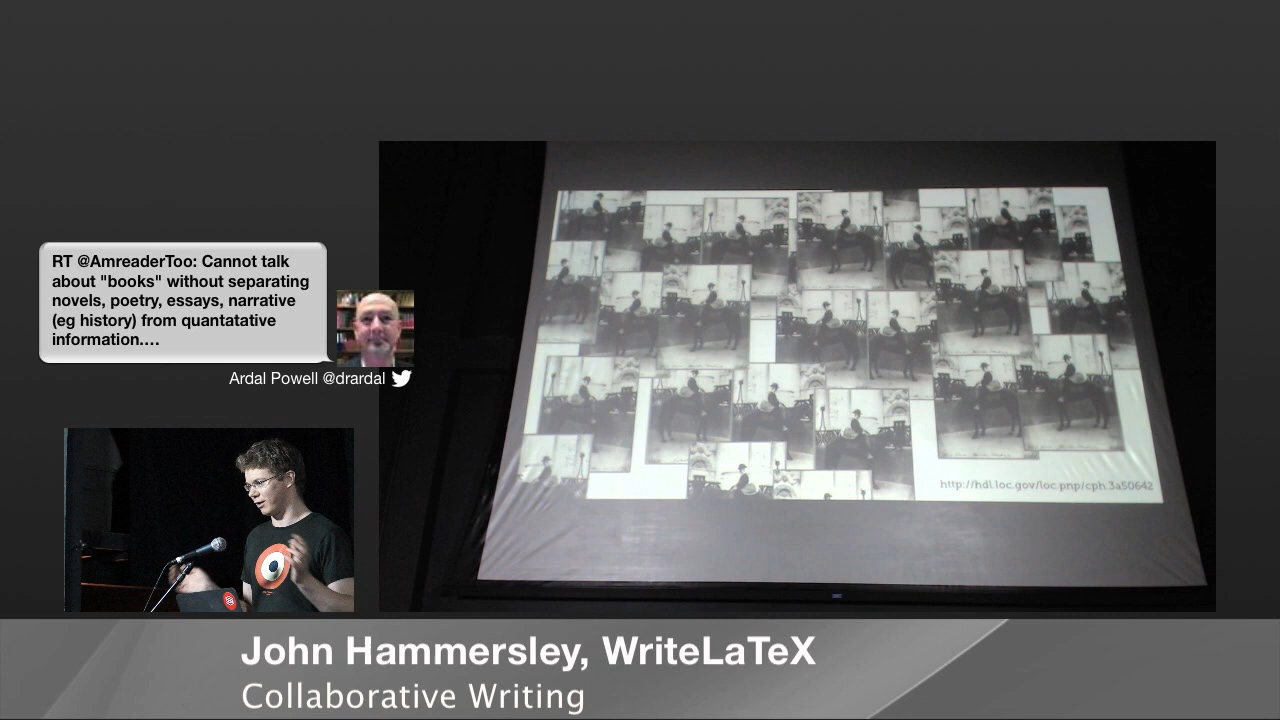 RT @AmreaderToo: Cannot talk
about "books" without separating
novels, poetry, essays, narrative
(eg history) from quantatative
information....
Ardal Powell @drardal
http://hdl.loc.gov/loc.pnp/cph.3a50642
John Hammersley, WriteLaTeX
Collaborative Writing